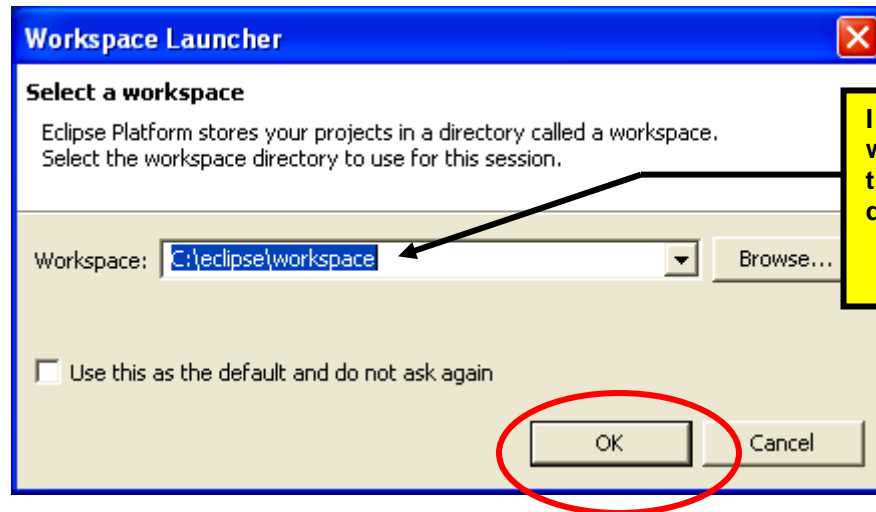 Workspace Launcher
Select a workspace
Eclipse Platform stores your projects in a directory called a workspace.
Select the workspace directory to use for this session.
Workspace: C:\eclipse\workspace Browse...
Use this as the default and do not ask again
OK Cancel